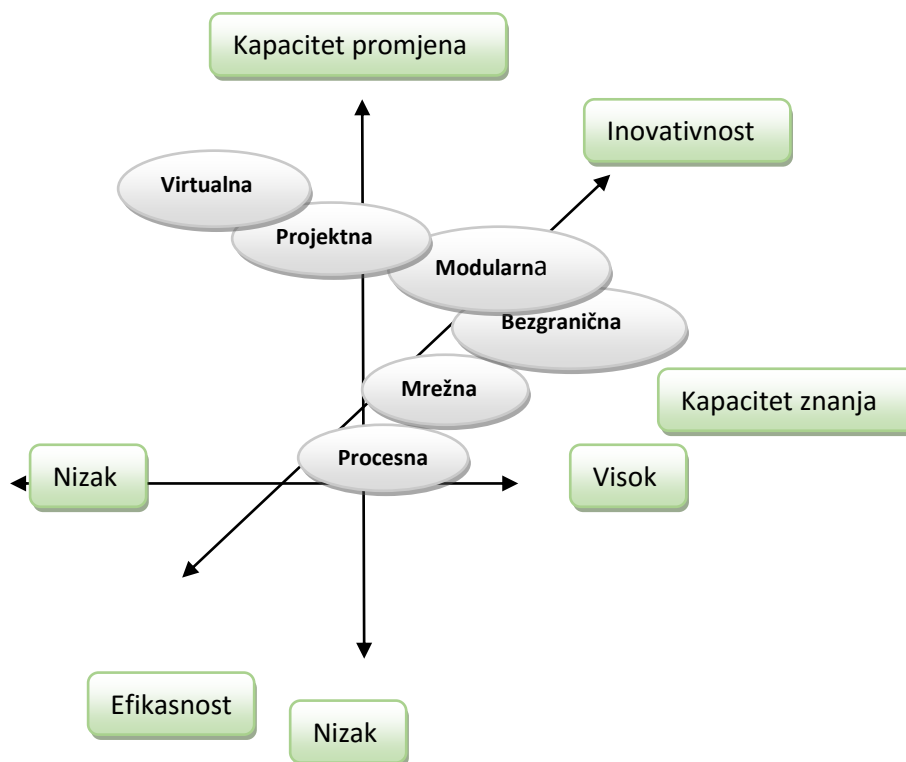 Kapacitet promjena
Inovativnost
Virtualna
Projektna
Modularna
Bezgranična
Mrežna
Kapacitet znanja
Procesna
Nizak
Visok
Efikasnost
Nizak